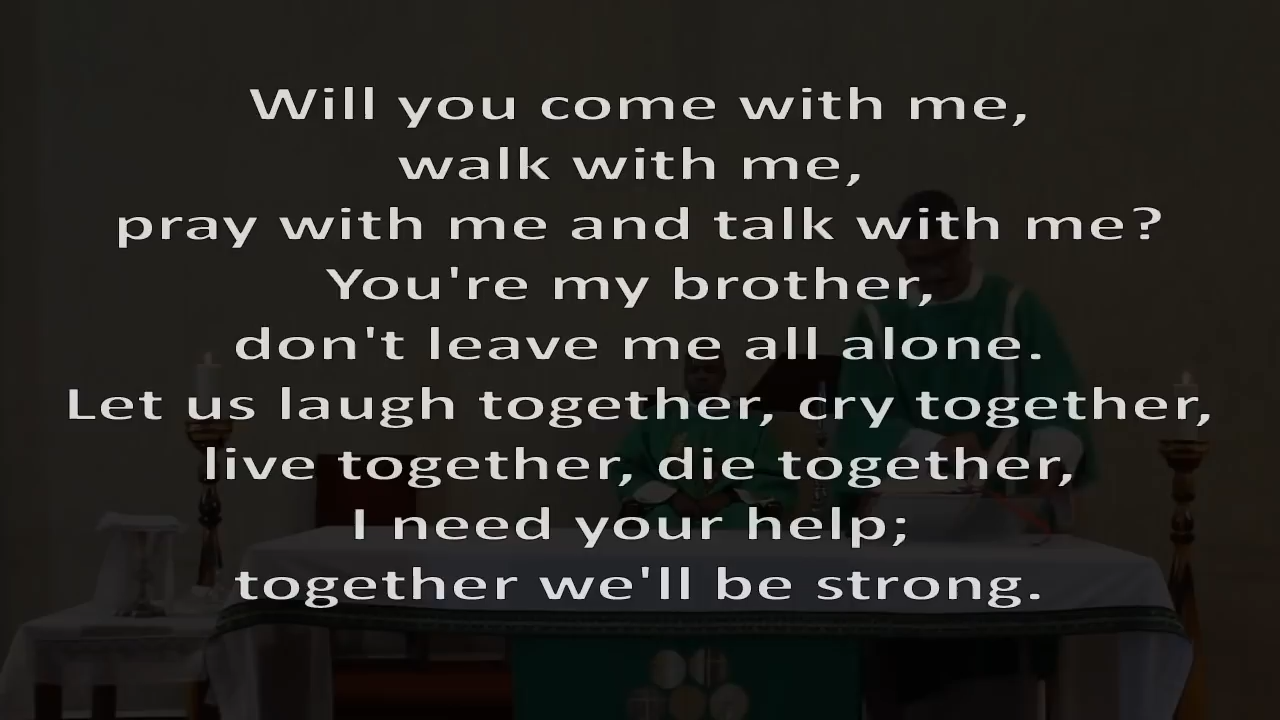 Will you come with me,
walk with me,
pray with me and talk with me?
You're my brother,
don't leave me all alone.
Let us laugh together, cry together,
live together, die together,
I need your help;
together we'll be strong.